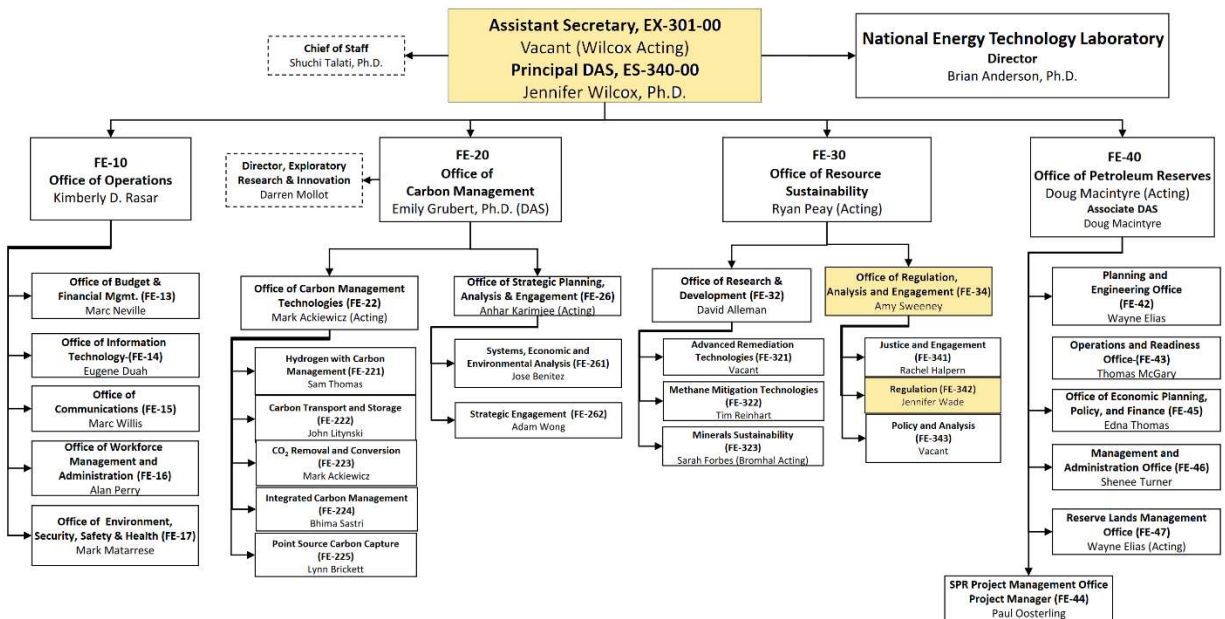 Assistant Secretary, EX-301-00
Vacant (Wilcox Acting)
Principal DAS, ES-340-00
Jennifer Wilcox, Ph.D.
Chief of Staff
Shuchi Talati, Ph.D.
National Energy Technology Laboratory
Director
Brian Anderson, Ph.D.
FE-10
Office of Operations
Kimberly D. Rasar
Director, Exploratory
Research & Innovation
Darren Mollot
FE-20
Office of
Carbon Management
Emily Grubert, Ph.D. (DAS)
FE-30
Office of Resource
Sustainability
Ryan Peay (Acting)
FE-40
Office of Petroleum Reserves
Doug Macintyre (Acting)
Associate DAS
Doug Macintyre
Office of Budget &
Financial Mgmt. (FE-13)
Marc Neville
Office of Information
Technology-(FE-14)
Eugene Duah
Office of
Communications (FE-15)
Marc Willis
Office of Workforce
Management and
Administration (FE-16)
Alan Perry
Office of Environment,
Security, Safety & Health (FE-17)
Mark Matarrese
Office of Carbon Management
Technologies (FE-22)
Mark Ackiewicz (Acting)
Hydrogen with Carbon
Management (FE-221)
Sam Thomas
Carbon Transport and Storage
(FE-222)
John Litynski
CO₂ Removal and Conversion
(FE-223)
Mark Ackiewicz
Integrated Carbon Management
(FE-224)
Bhima Sastri
Point Source Carbon Capture
(FE-225)
Lynn Brickett
Office of Strategic Planning,
Analysis & Engagement (FE-26)
Anhar Karimjee (Acting)
Systems, Economic and
Environmental Analysis (FE-261)
Jose Benitez
Strategic Engagement (FE-262)
Adam Wong
Office of Research &
Development (FE-32)
David Alleman
Advanced Remediation
Technologies (FE-321)
Vacant
Methane Mitigation Technologies
(FE-322)
Tim Reinhart
Minerals Sustainability
(FE-323)
Sarah Forbes (Bromhal Acting)
Office of Regulation,
Analysis and Engagement (FE-34)
Amy Sweeney
Justice and Engagement
(FE-341)
Rachel Halpern
Regulation (FE-342)
Jennifer Wade
Policy and Analysis
(FE-343)
Vacant
Planning and
Engineering Office
(FE-42)
Wayne Elias
Operations and Readiness
Office-(FE-43)
Thomas McGary
Office of Economic Planning,
Policy, and Finance (FE-45)
Edna Thomas
Management and
Administration Office (FE-46)
Shenee Turner
Reserve Lands Management
Office (FE-47)
Wayne Elias (Acting)
SPR Project Management Office
Project Manager (FE-44)
Paul Oosterling